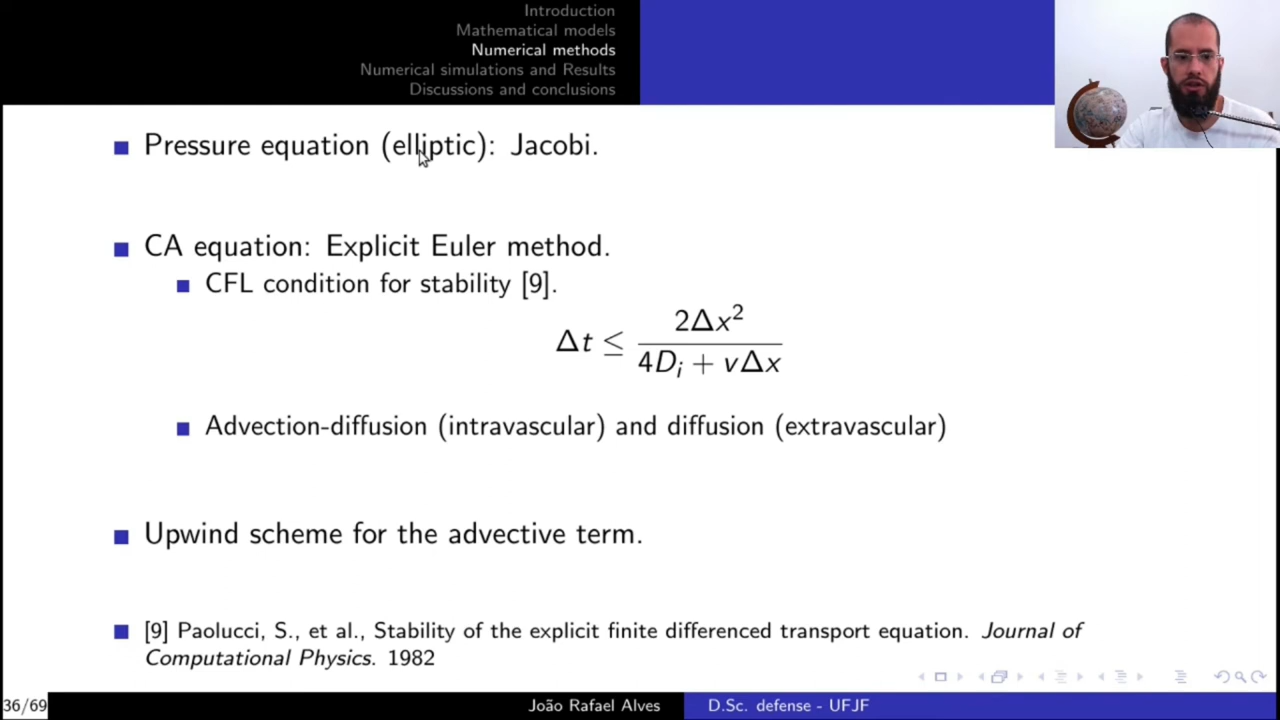 Introduction
Mathematical models
Numerical methods
Numerical simulations and Results
Discussions and conclusions
Pressure equation (elliptic): Jacobi.
CA equation: Explicit Euler method.
CFL condition for stability [9].
Δt ≤ 2Δx² / (4Dᵢ + vΔx)
Advection-diffusion (intravascular) and diffusion (extravascular)
Upwind scheme for the advective term.
[9] Paolucci, S., et al., Stability of the explicit finite differenced transport equation. Journal of
Computational Physics. 1982
36/69
João Rafael Alves
D.Sc. defense - UFJF